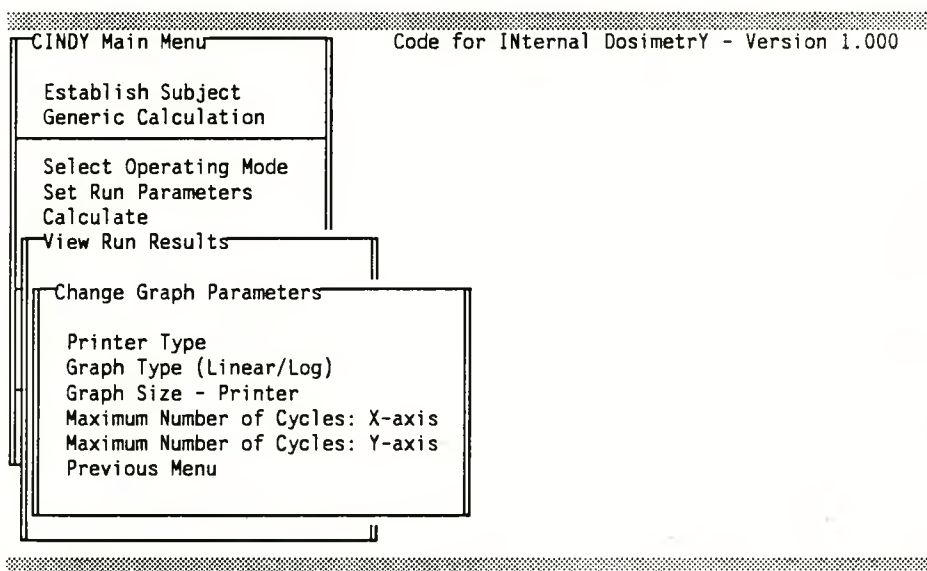 CINDY Main Menu
Code for INternal DosimetrY - Version 1.000
Establish Subject
Generic Calculation
Select Operating Mode
Set Run Parameters
Calculate
View Run Results
Change Graph Parameters
Printer Type
Graph Type (Linear/Log)
Graph Size - Printer
Maximum Number of Cycles: X-axis
Maximum Number of Cycles: Y-axis
Previous Menu